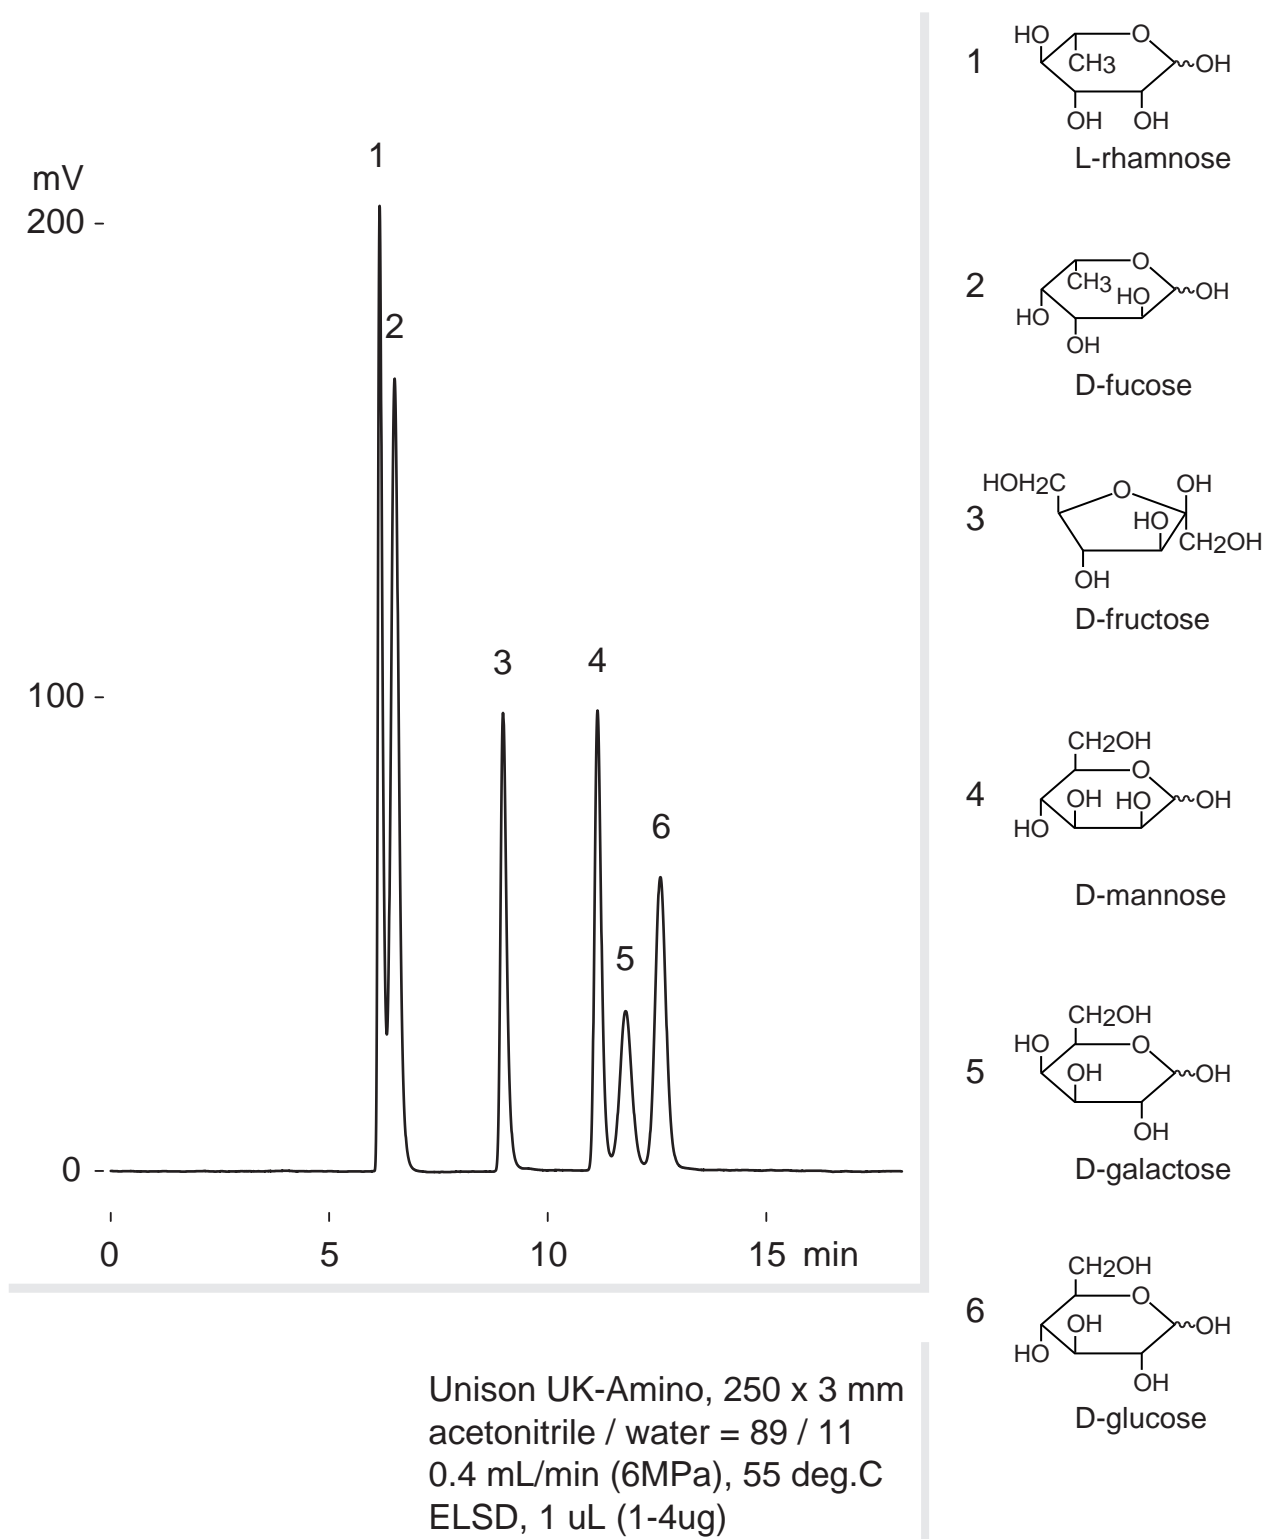 mV
200
100
0
1
2
3
4
5
6
0 5 10 15 min
Unison UK-Amino, 250 x 3 mm
acetonitrile / water = 89 / 11
0.4 mL/min (6MPa), 55 deg.C
ELSD, 1 uL (1-4ug)
1
HO O
CH3 OH
OH OH
L-rhamnose
2
O
CH3 HO OH
HO
OH
D-fucose
3
HOH2C O OH
HO
CH2OH
OH
D-fructose
4
CH2OH
O
OH HO OH
HO
D-mannose
5
CH2OH
HO O
OH OH
OH
D-galactose
6
CH2OH
O
OH OH
HO
OH
D-glucose